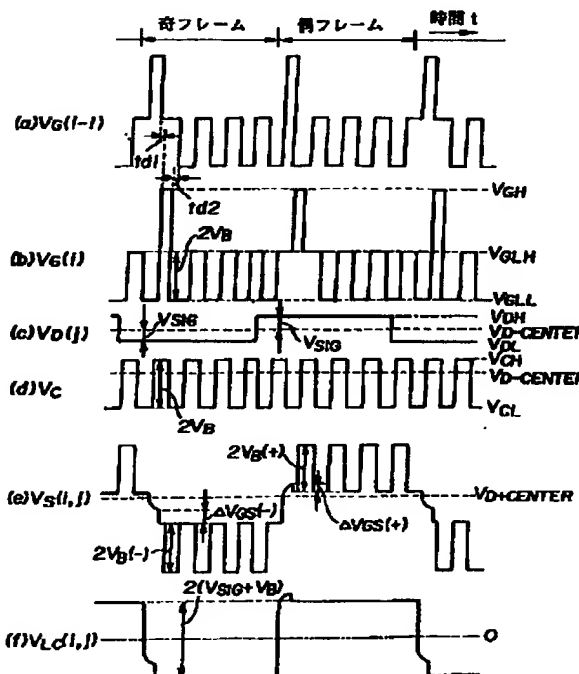 奇フレーム 偶フレーム 時間 t
(a)VG(i-1)
td1
td2
VGH
2VB
(b)VG(i)
VGLH
VGLL
VSIG
(c)VD(j)
VSIG
VDH
VD-CENTER
VDL
VCH
VD-CENTER
(d)VC
2VB
VCL
2VB(+)
(e)VS(i,j)
VD+CENTER
ΔVGS(-)
ΔVGS(+)
2VB(-)
2(VSIG+VB)
(f)VLC(i,j)
0